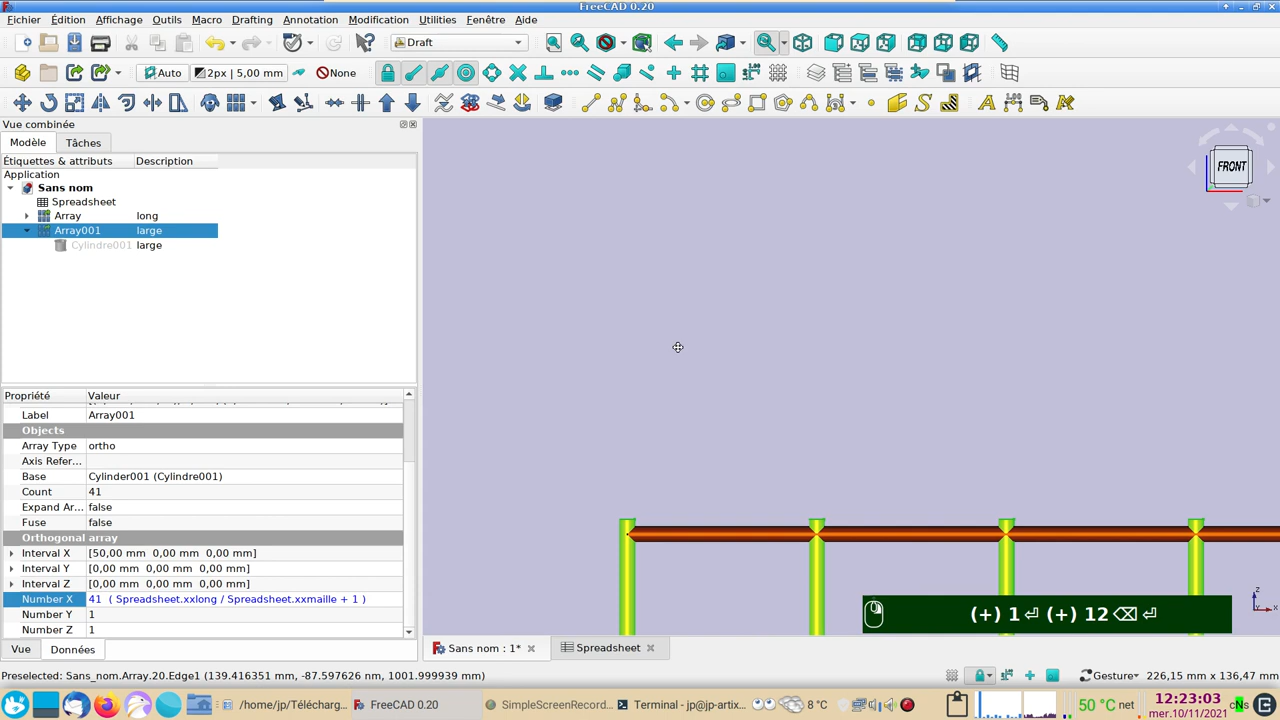 FreeCAD 0.20
Fichier Édition Affichage Outils Macro Drafting Annotation Modification Utilities Fenêtre Aide
Draft
Auto 2px | 5,00 mm None
Vue combinée
Modèle Tâches
Étiquettes & attributs Description
Application
Sans nom
Spreadsheet
Array long
Array001 large
Cylindre001 large
FRONT
Propriété Valeur
Label Array001
Objects
Array Type ortho
Axis Refer...
Base Cylinder001 (Cylindre001)
Count 41
Expand Ar... false
Fuse false
Orthogonal array
Interval X [50,00 mm 0,00 mm 0,00 mm]
Interval Y [0,00 mm 0,00 mm 0,00 mm]
Interval Z [0,00 mm 0,00 mm 0,00 mm]
Number X 41 ( Spreadsheet.xxlong / Spreadsheet.xxmaille + 1 )
Number Y 1
Number Z 1
(+) 1⏎ (+) 12⌫⏎
Vue Données
Sans nom : 1* Spreadsheet
Preselected: Sans_nom.Array.20.Edge1 (139.416351 mm, -87.597626 nm, 1001.999939 mm)
Gesture 226,15 mm x 136,47 mm
/home/jp/Télécharg... FreeCAD 0.20 SimpleScreenRecord... Terminal - jp@jp-artix... 8 °C
50 °C net
12:23:03
mer.10/11/2021